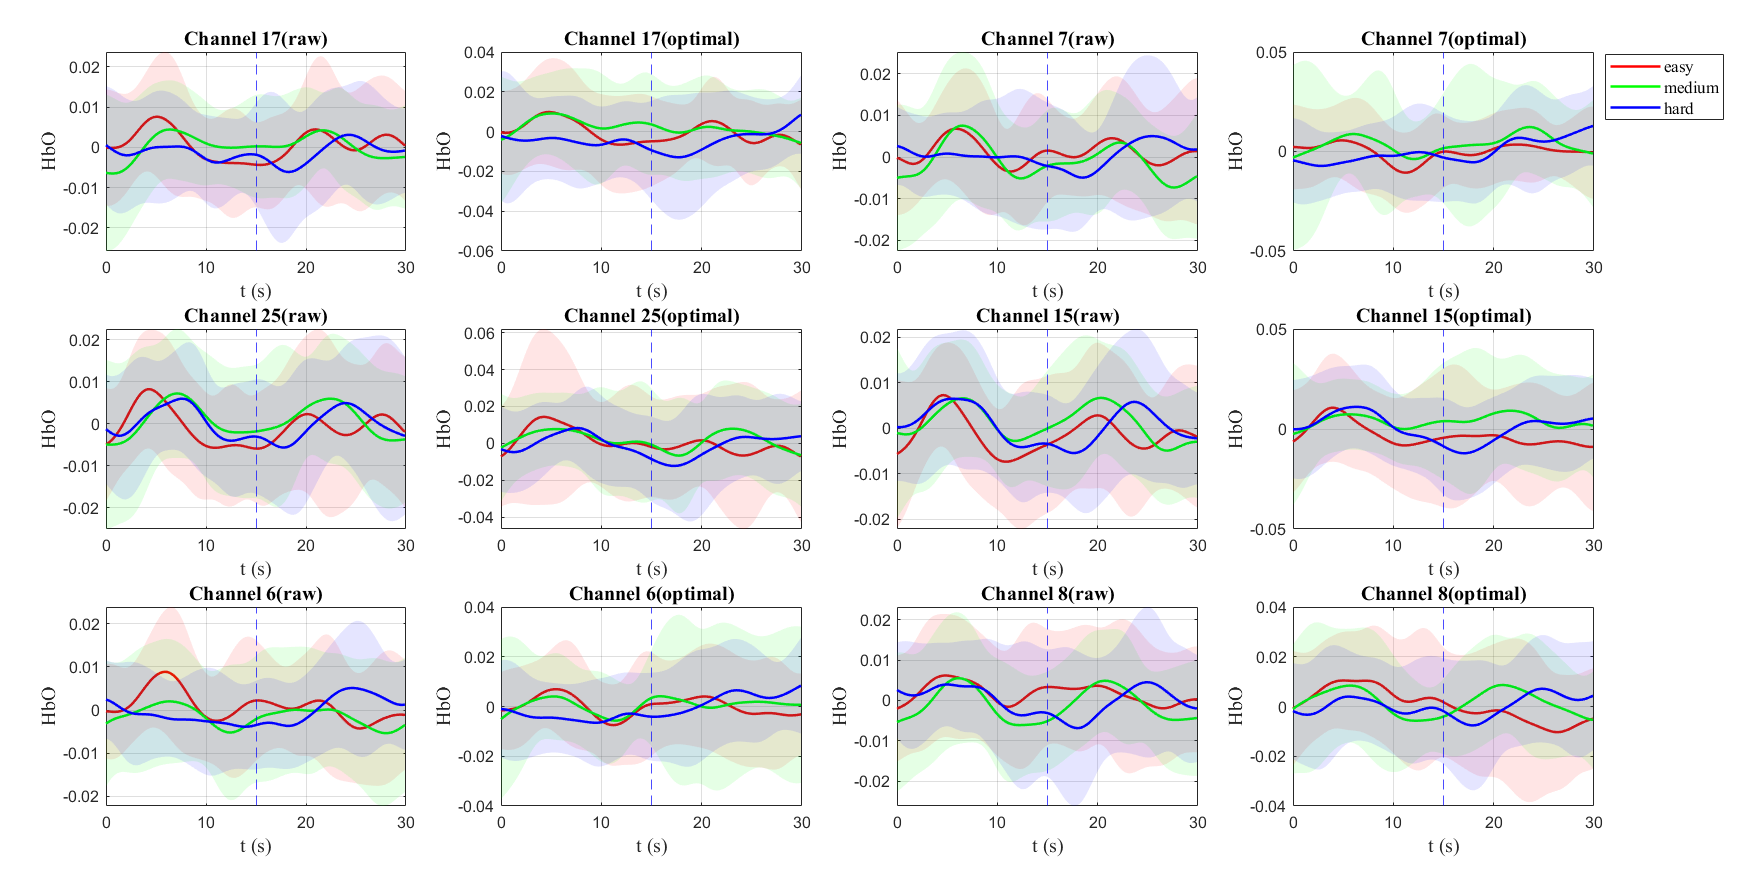 Channel 17(raw)
0.02
0.01
0
-0.01
-0.02
HbO
0
10
20
30
t (s)
Channel 17(optimal)
0.04
0.02
0
-0.02
-0.04
-0.06
HbO
0
10
20
30
t (s)
Channel 7(raw)
0.02
0.01
0
-0.01
-0.02
HbO
0
10
20
30
t (s)
Channel 7(optimal)
0.05
0
-0.05
HbO
0
10
20
30
t (s)
easy
medium
hard
Channel 25(raw)
0.02
0.01
0
-0.01
-0.02
HbO
0
10
20
30
t (s)
Channel 25(optimal)
0.06
0.04
0.02
0
-0.02
-0.04
HbO
0
10
20
30
t (s)
Channel 15(raw)
0.02
0.01
0
-0.01
-0.02
HbO
0
10
20
30
t (s)
Channel 15(optimal)
0.05
0
-0.05
HbO
0
10
20
30
t (s)
Channel 6(raw)
0.02
0.01
0
-0.01
-0.02
HbO
0
10
20
30
t (s)
Channel 6(optimal)
0.04
0.02
0
-0.02
-0.04
HbO
0
10
20
30
t (s)
Channel 8(raw)
0.02
0.01
0
-0.01
-0.02
HbO
0
10
20
30
t (s)
Channel 8(optimal)
0.04
0.02
0
-0.02
-0.04
HbO
0
10
20
30
t (s)